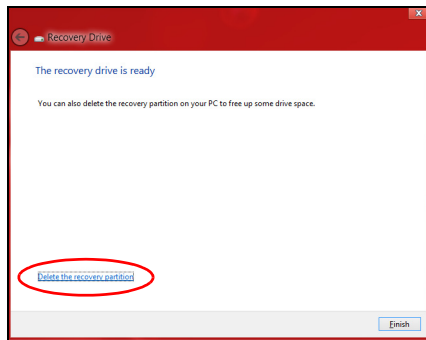 Recovery Drive
The recovery drive is ready
You can also delete the recovery partition on your PC to free up some drive space.
Delete the recovery partition
Finish